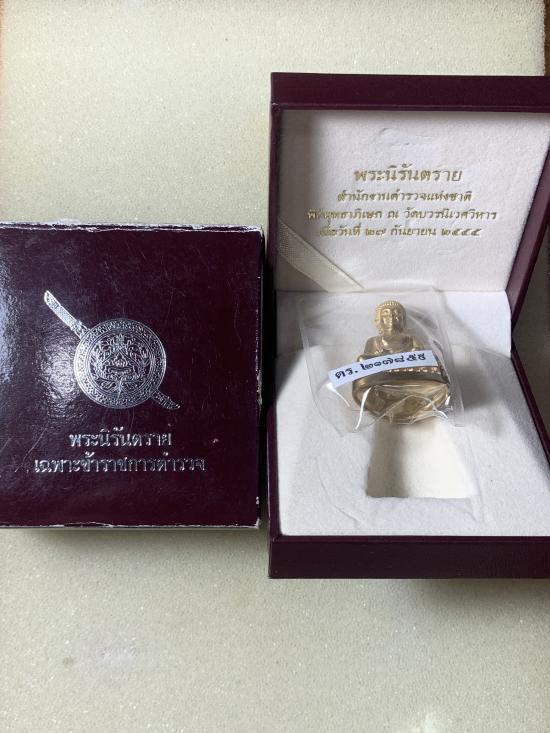 พระนิรันตราย
เฉพาะข้าราชการตำรวจ
พระนิรันตราย
สำนักงานตำรวจแห่งชาติ
พิธีพุทธาภิเษก ณ วัดบวรนิเวศวิหาร
เมื่อวันที่ ๒๗ กันยายน ๒๕๔๕
ตร. ๒๑๗๘๕๕